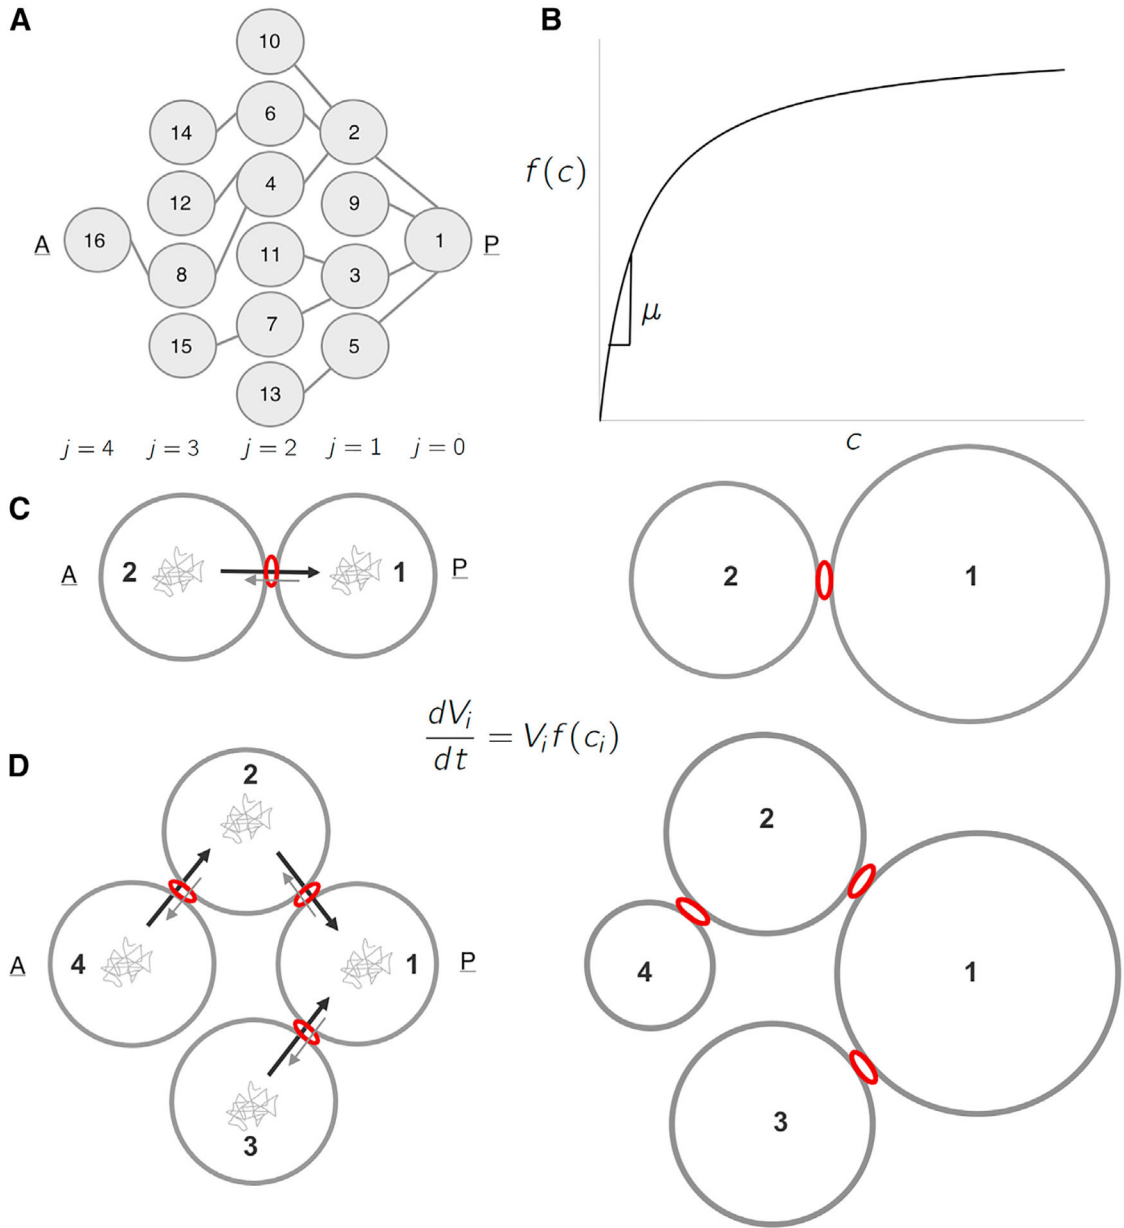 A
10
14
6
2
12
4
9
A
16
8
11
3
1
P
15
7
5
13
j = 4
j = 3
j = 2
j = 1
j = 0
B
f(c)
μ
c
C
A
2
1
P
2
1
dV_i/dt = V_i f(c_i)
D
2
A
4
1
P
3
2
4
1
3